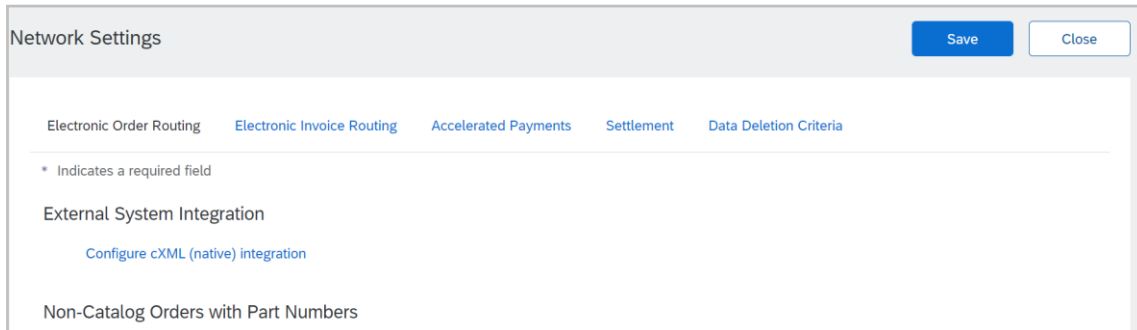 Network Settings
Save
Close
Electronic Order Routing
Electronic Invoice Routing
Accelerated Payments
Settlement
Data Deletion Criteria
* Indicates a required field
External System Integration
Configure cXML (native) integration
Non-Catalog Orders with Part Numbers